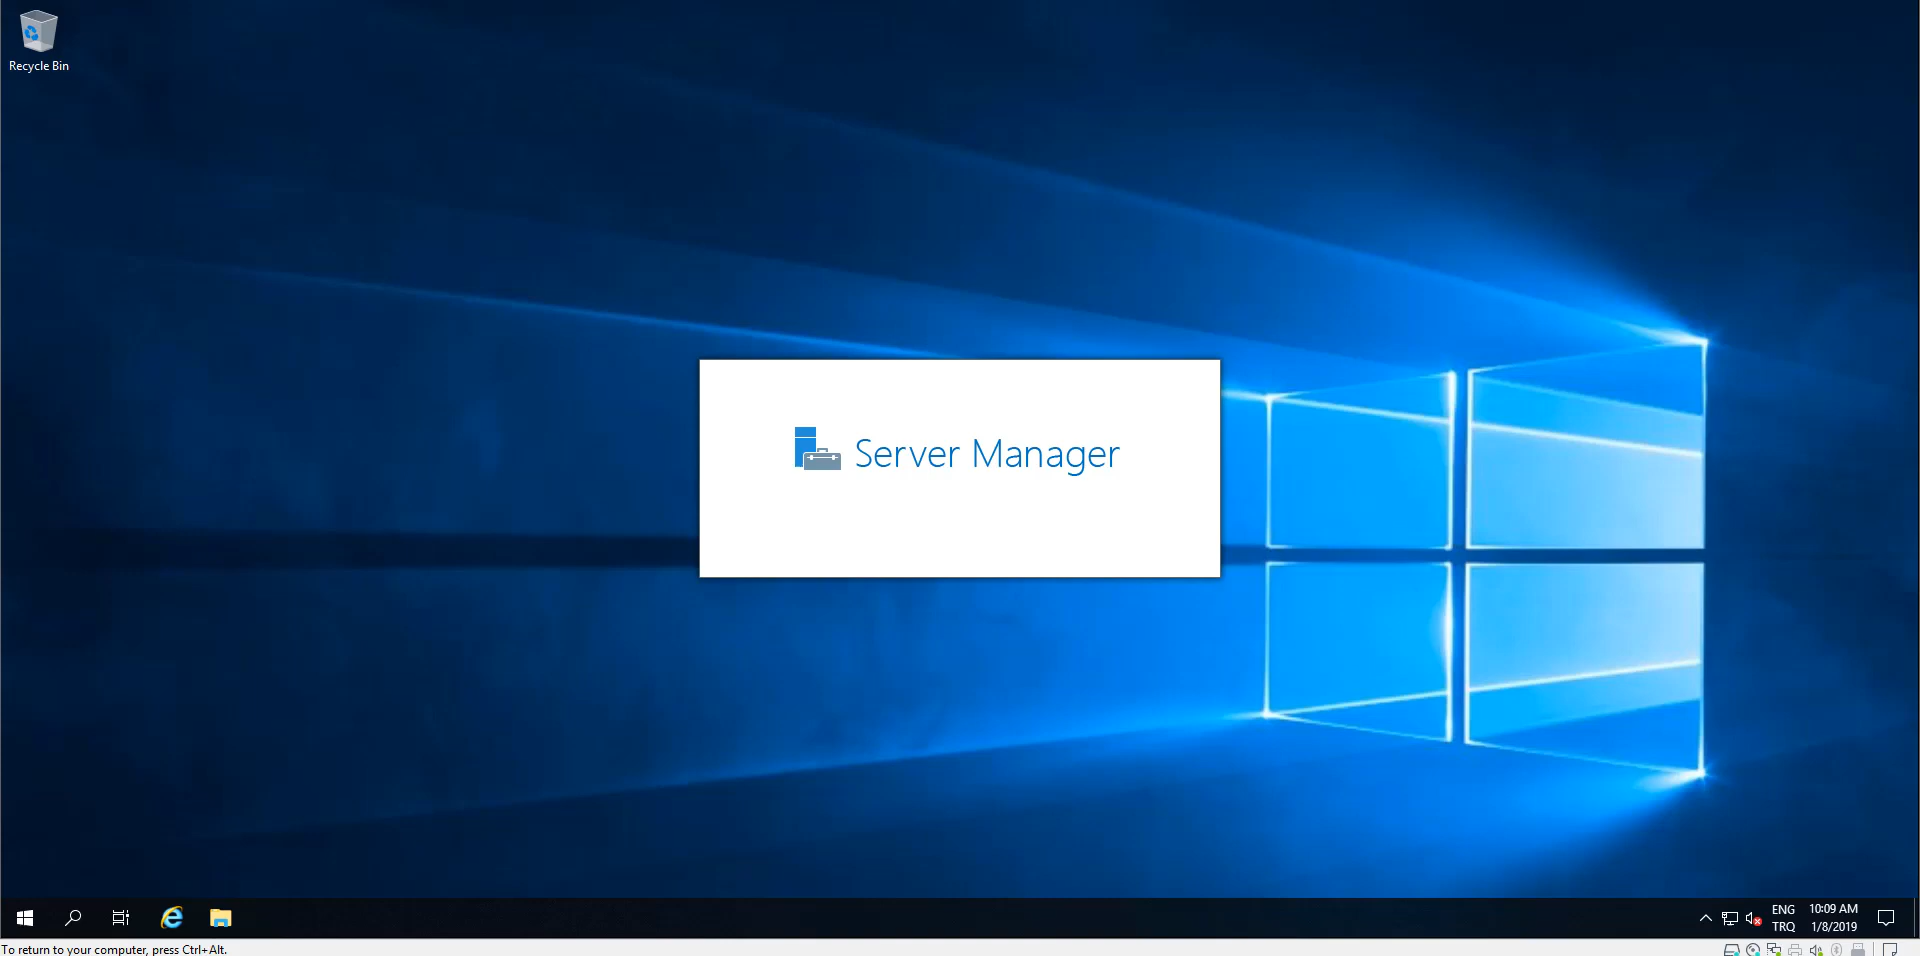 Recycle Bin
Server Manager
ENG
TRQ
10:09 AM
1/8/2019
To return to your computer, press Ctrl+Alt.